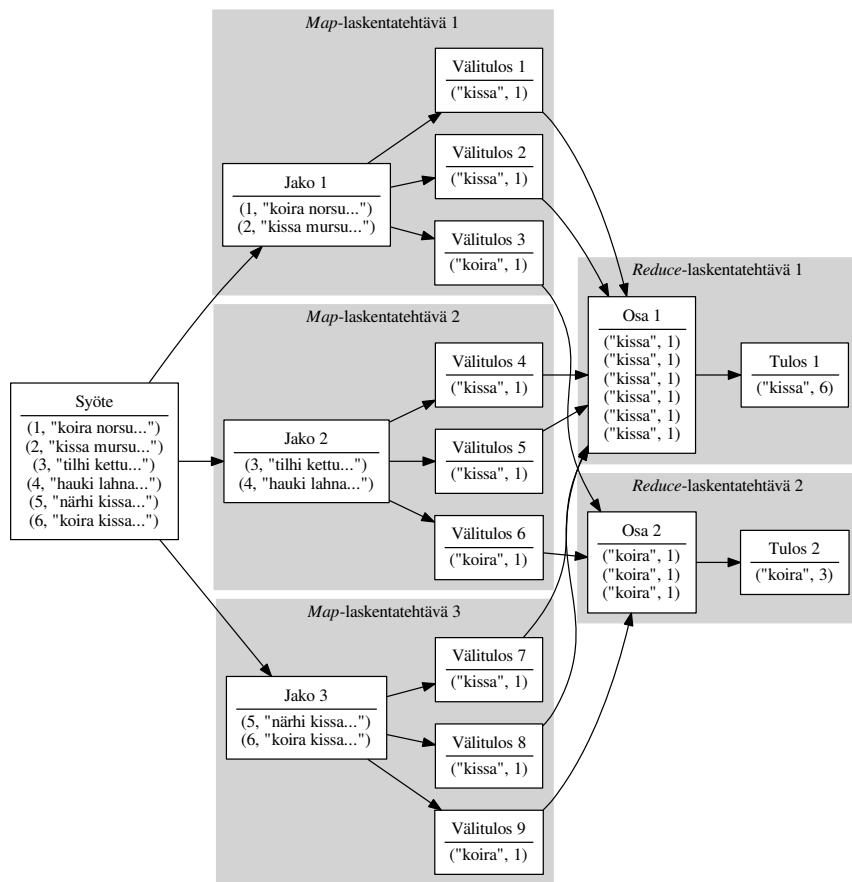 Map-laskentatehtävä 1
Välitulos 1
("kissa", 1)
Välitulos 2
("kissa", 1)
Jako 1
(1, "koira norsu...")
(2, "kissa mursu...")
Välitulos 3
("koira", 1)
Map-laskentatehtävä 2
Välitulos 4
("kissa", 1)
Syöte
(1, "koira norsu...")
(2, "kissa mursu...")
(3, "tilhi kettu...")
(4, "hauki lahna...")
(5, "närhi kissa...")
(6, "koira kissa...")
Jako 2
(3, "tilhi kettu...")
(4, "hauki lahna...")
Välitulos 5
("kissa", 1)
Välitulos 6
("koira", 1)
Map-laskentatehtävä 3
Välitulos 7
("kissa", 1)
Jako 3
(5, "närhi kissa...")
(6, "koira kissa...")
Välitulos 8
("kissa", 1)
Välitulos 9
("koira", 1)
Reduce-laskentatehtävä 1
Osa 1
("kissa", 1)
("kissa", 1)
("kissa", 1)
("kissa", 1)
("kissa", 1)
("kissa", 1)
Tulos 1
("kissa", 6)
Reduce-laskentatehtävä 2
Osa 2
("koira", 1)
("koira", 1)
("koira", 1)
Tulos 2
("koira", 3)